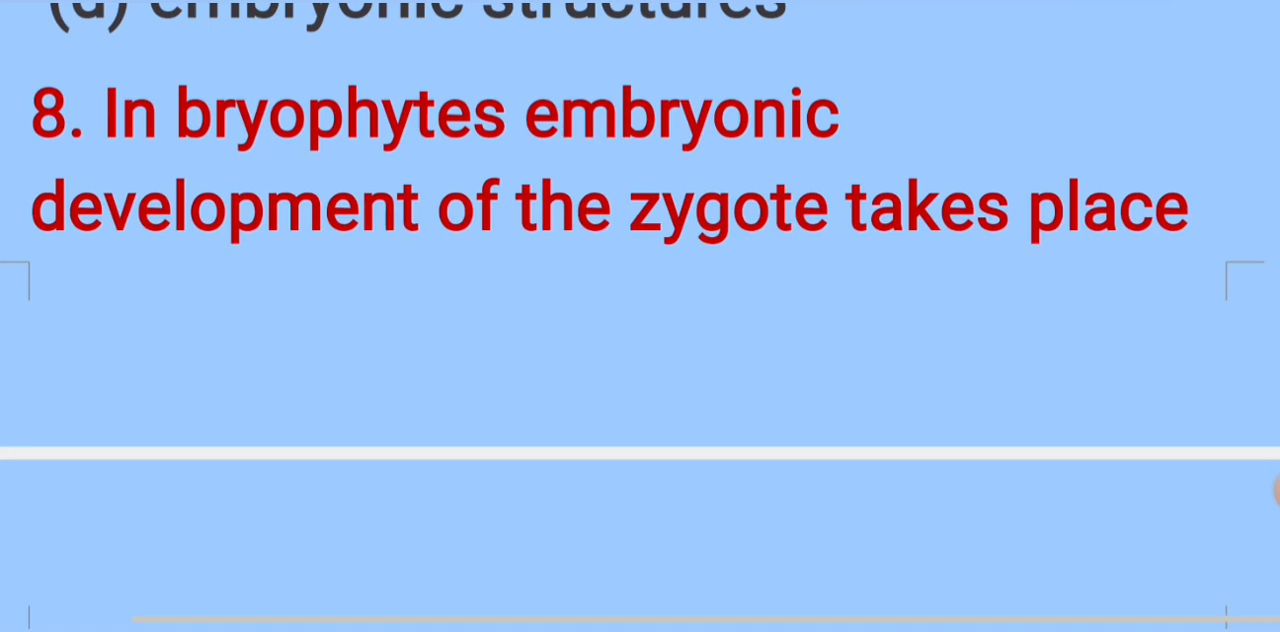 (d) embryonic structures
8. In bryophytes embryonic
development of the zygote takes place